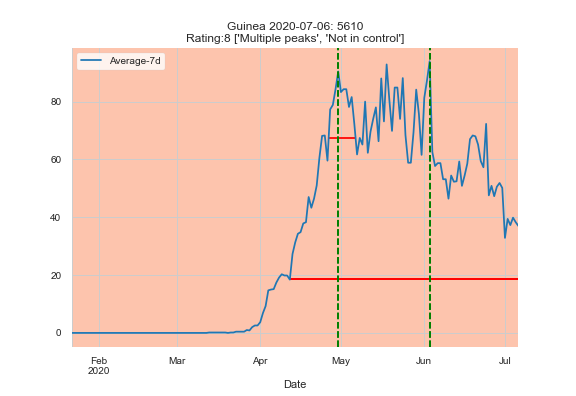 Guinea 2020-07-06: 5610
Rating:8 ['Multiple peaks', 'Not in control']
Average-7d
80
60
40
20
0
Feb
2020
Mar
Apr
May
Jun
Jul
Date